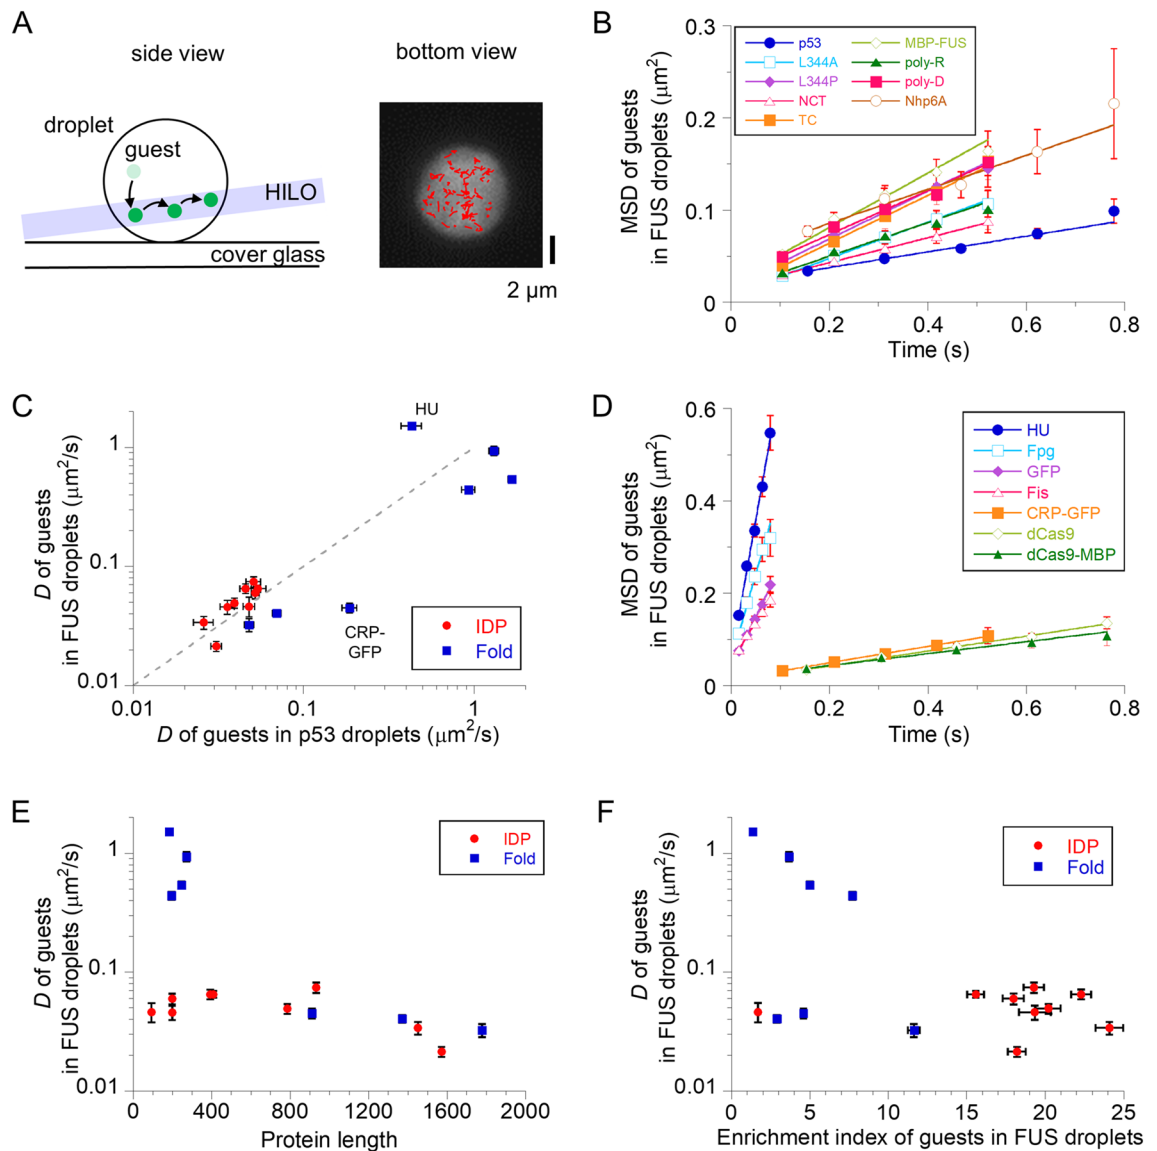 A
side view
bottom view
droplet
guest
HILO
cover glass
2 μm
B
MSD of guests
in FUS droplets (μm²)
0.3
0.2
0.1
0
p53
L344A
L344P
NCT
TC
MBP-FUS
poly-R
poly-D
Nhp6A
0 0.2 0.4 0.6 0.8
Time (s)
C
D of guests
in FUS droplets (μm²/s)
1
0.1
0.01
HU
CRP-
GFP
IDP
Fold
0.01 0.1 1
D of guests in p53 droplets (μm²/s)
D
MSD of guests
in FUS droplets (μm²)
0.6
0.4
0.2
0
HU
Fpg
GFP
Fis
CRP-GFP
dCas9
dCas9-MBP
0 0.2 0.4 0.6 0.8
Time (s)
E
D of guests
in FUS droplets (μm²/s)
1
0.1
0.01
IDP
Fold
0 400 800 1200 1600 2000
Protein length
F
D of guests
in FUS droplets (μm²/s)
1
0.1
0.01
IDP
Fold
0 5 10 15 20 25
Enrichment index of guests in FUS droplets